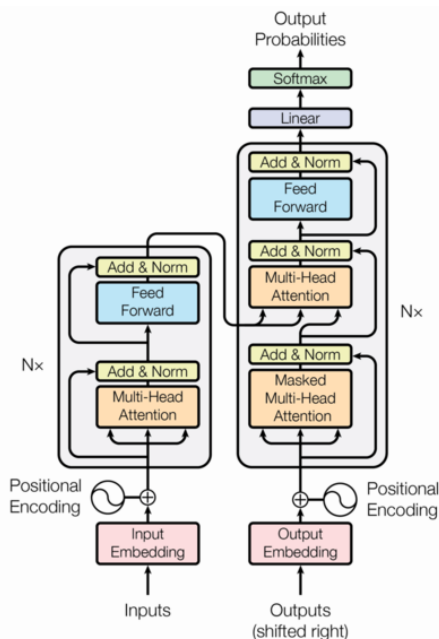 Output
Probabilities
Softmax
Linear
Add & Norm
Feed
Forward
Add & Norm
Multi-Head
Attention
Add & Norm
Masked
Multi-Head
Attention
N×
Add & Norm
Feed
Forward
Add & Norm
Multi-Head
Attention
N×
Positional
Encoding
Positional
Encoding
Input
Embedding
Output
Embedding
Inputs
Outputs
(shifted right)